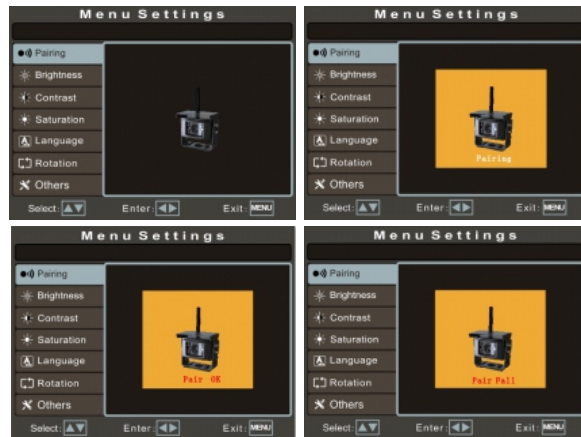 Menu Settings
Pairing
Brightness
Contrast
Saturation
Language
Rotation
Others
Select: Enter: Exit: MENU
Menu Settings
Pairing
Brightness
Contrast
Saturation
Language
Rotation
Others
Pairing
Select: Enter: Exit: MENU
Menu Settings
Pairing
Brightness
Contrast
Saturation
Language
Rotation
Others
Pair OK
Select: Enter: Exit: MENU
Menu Settings
Pairing
Brightness
Contrast
Saturation
Language
Rotation
Others
Pair Fall
Select: Enter: Exit: MENU